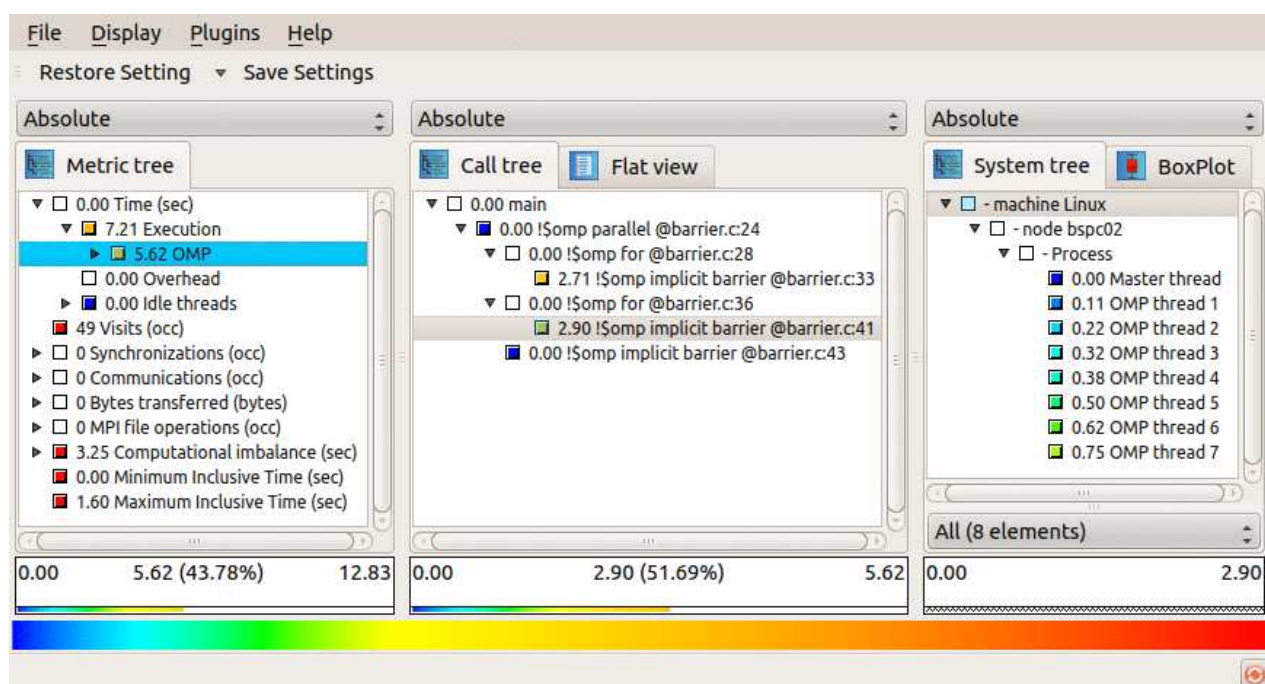 File Display Plugins Help
Restore Setting Save Settings
Absolute
Metric tree
0.00 Time (sec)
7.21 Execution
5.62 OMP
0.00 Overhead
0.00 Idle threads
49 Visits (occ)
0 Synchronizations (occ)
0 Communications (occ)
0 Bytes transferred (bytes)
0 MPI file operations (occ)
3.25 Computational imbalance (sec)
0.00 Minimum Inclusive Time (sec)
1.60 Maximum Inclusive Time (sec)
0.00 5.62 (43.78%) 12.83
Absolute
Call tree Flat view
0.00 main
0.00 !$omp parallel @barrier.c:24
0.00 !$omp for @barrier.c:28
2.71 !$omp implicit barrier @barrier.c:33
0.00 !$omp for @barrier.c:36
2.90 !$omp implicit barrier @barrier.c:41
0.00 !$omp implicit barrier @barrier.c:43
0.00 2.90 (51.69%) 5.62
Absolute
System tree BoxPlot
- machine Linux
- node bspc02
- Process
0.00 Master thread
0.11 OMP thread 1
0.22 OMP thread 2
0.32 OMP thread 3
0.38 OMP thread 4
0.50 OMP thread 5
0.62 OMP thread 6
0.75 OMP thread 7
All (8 elements)
0.00 2.90